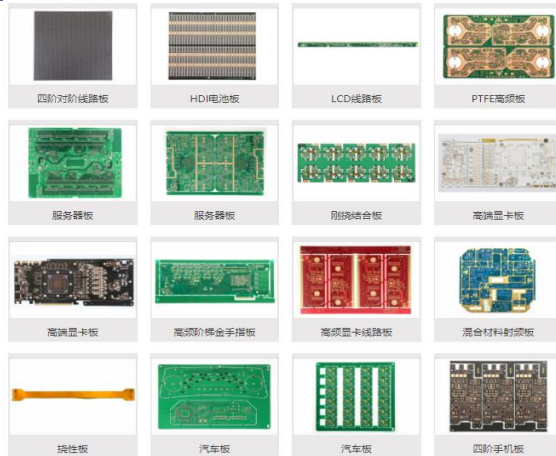 四阶对阶线路板
HDI电池板
LCD线路板
PTFE高频板
服务器板
服务器板
刚挠结合板
高端显卡板
高端显卡板
高频阶梯金手指板
高频显卡线路板
混合材料射频板
挠性板
汽车板
汽车板
四阶手机板